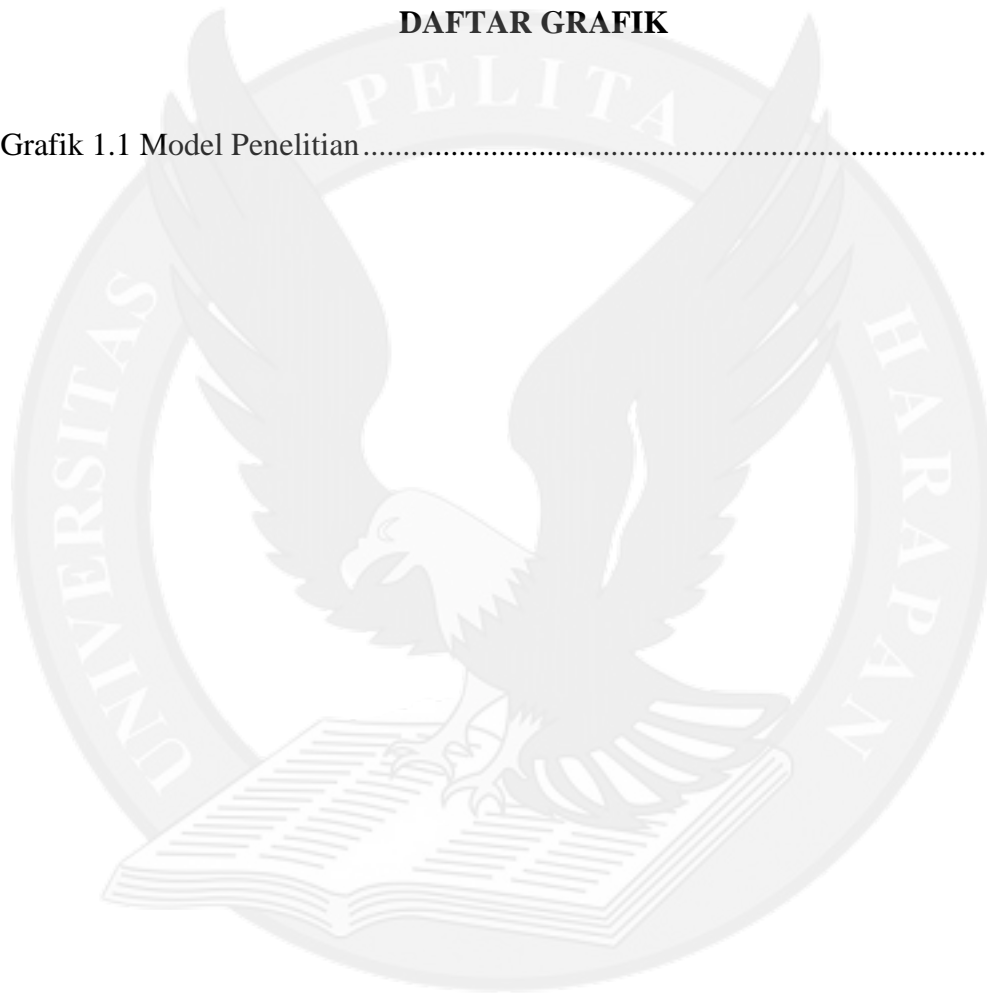 DAFTAR GRAFIK
PELITA
Grafik 1.1 Model Penelitian..............................................................................
UNIVERSITAS
HARAPAN